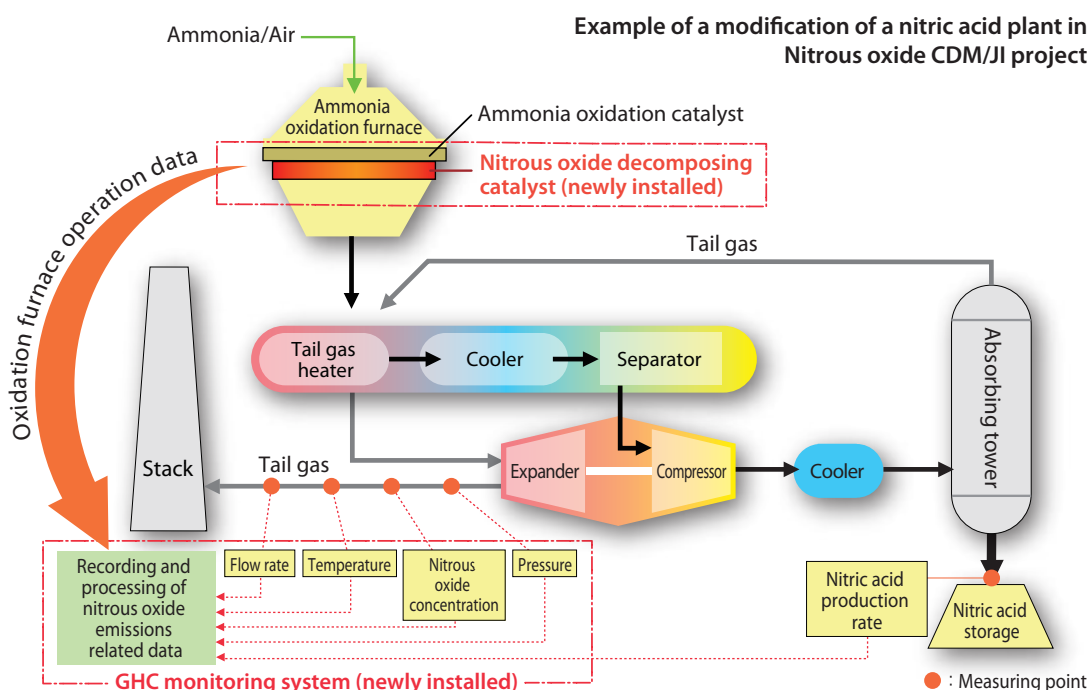 Example of a modification of a nitric acid plant in
Nitrous oxide CDM/JI project
Ammonia/Air
Ammonia
oxidation furnace
Ammonia oxidation catalyst
Nitrous oxide decomposing
catalyst (newly installed)
Oxidation furnace operation data
Tail gas
Tail gas
heater
Cooler
Separator
Absorbing tower
Stack
Tail gas
Expander
Compressor
Cooler
Recording and
processing of
nitrous oxide
emissions
related data
Flow rate
Temperature
Nitrous
oxide
concentration
Pressure
Nitric acid
production
rate
Nitric acid
storage
GHC monitoring system (newly installed)
: Measuring point